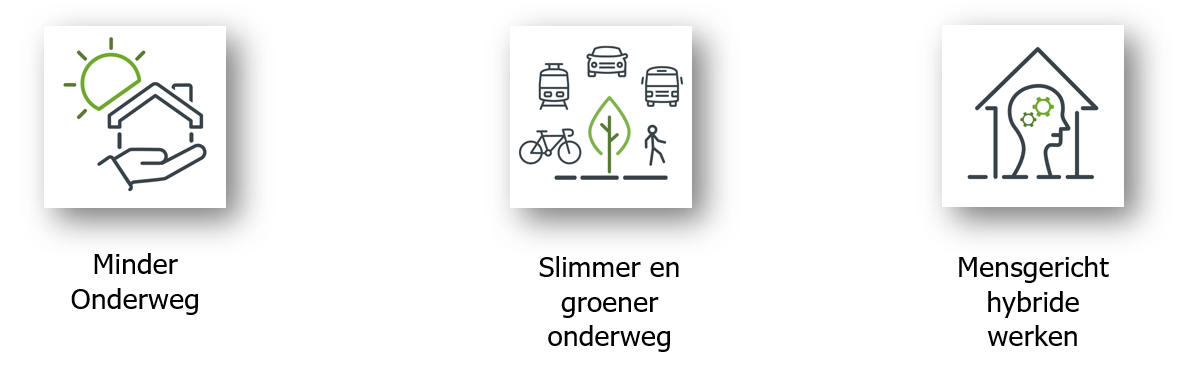 Minder
Onderweg
Slimmer en
groener
onderweg
Mensgericht
hybride
werken